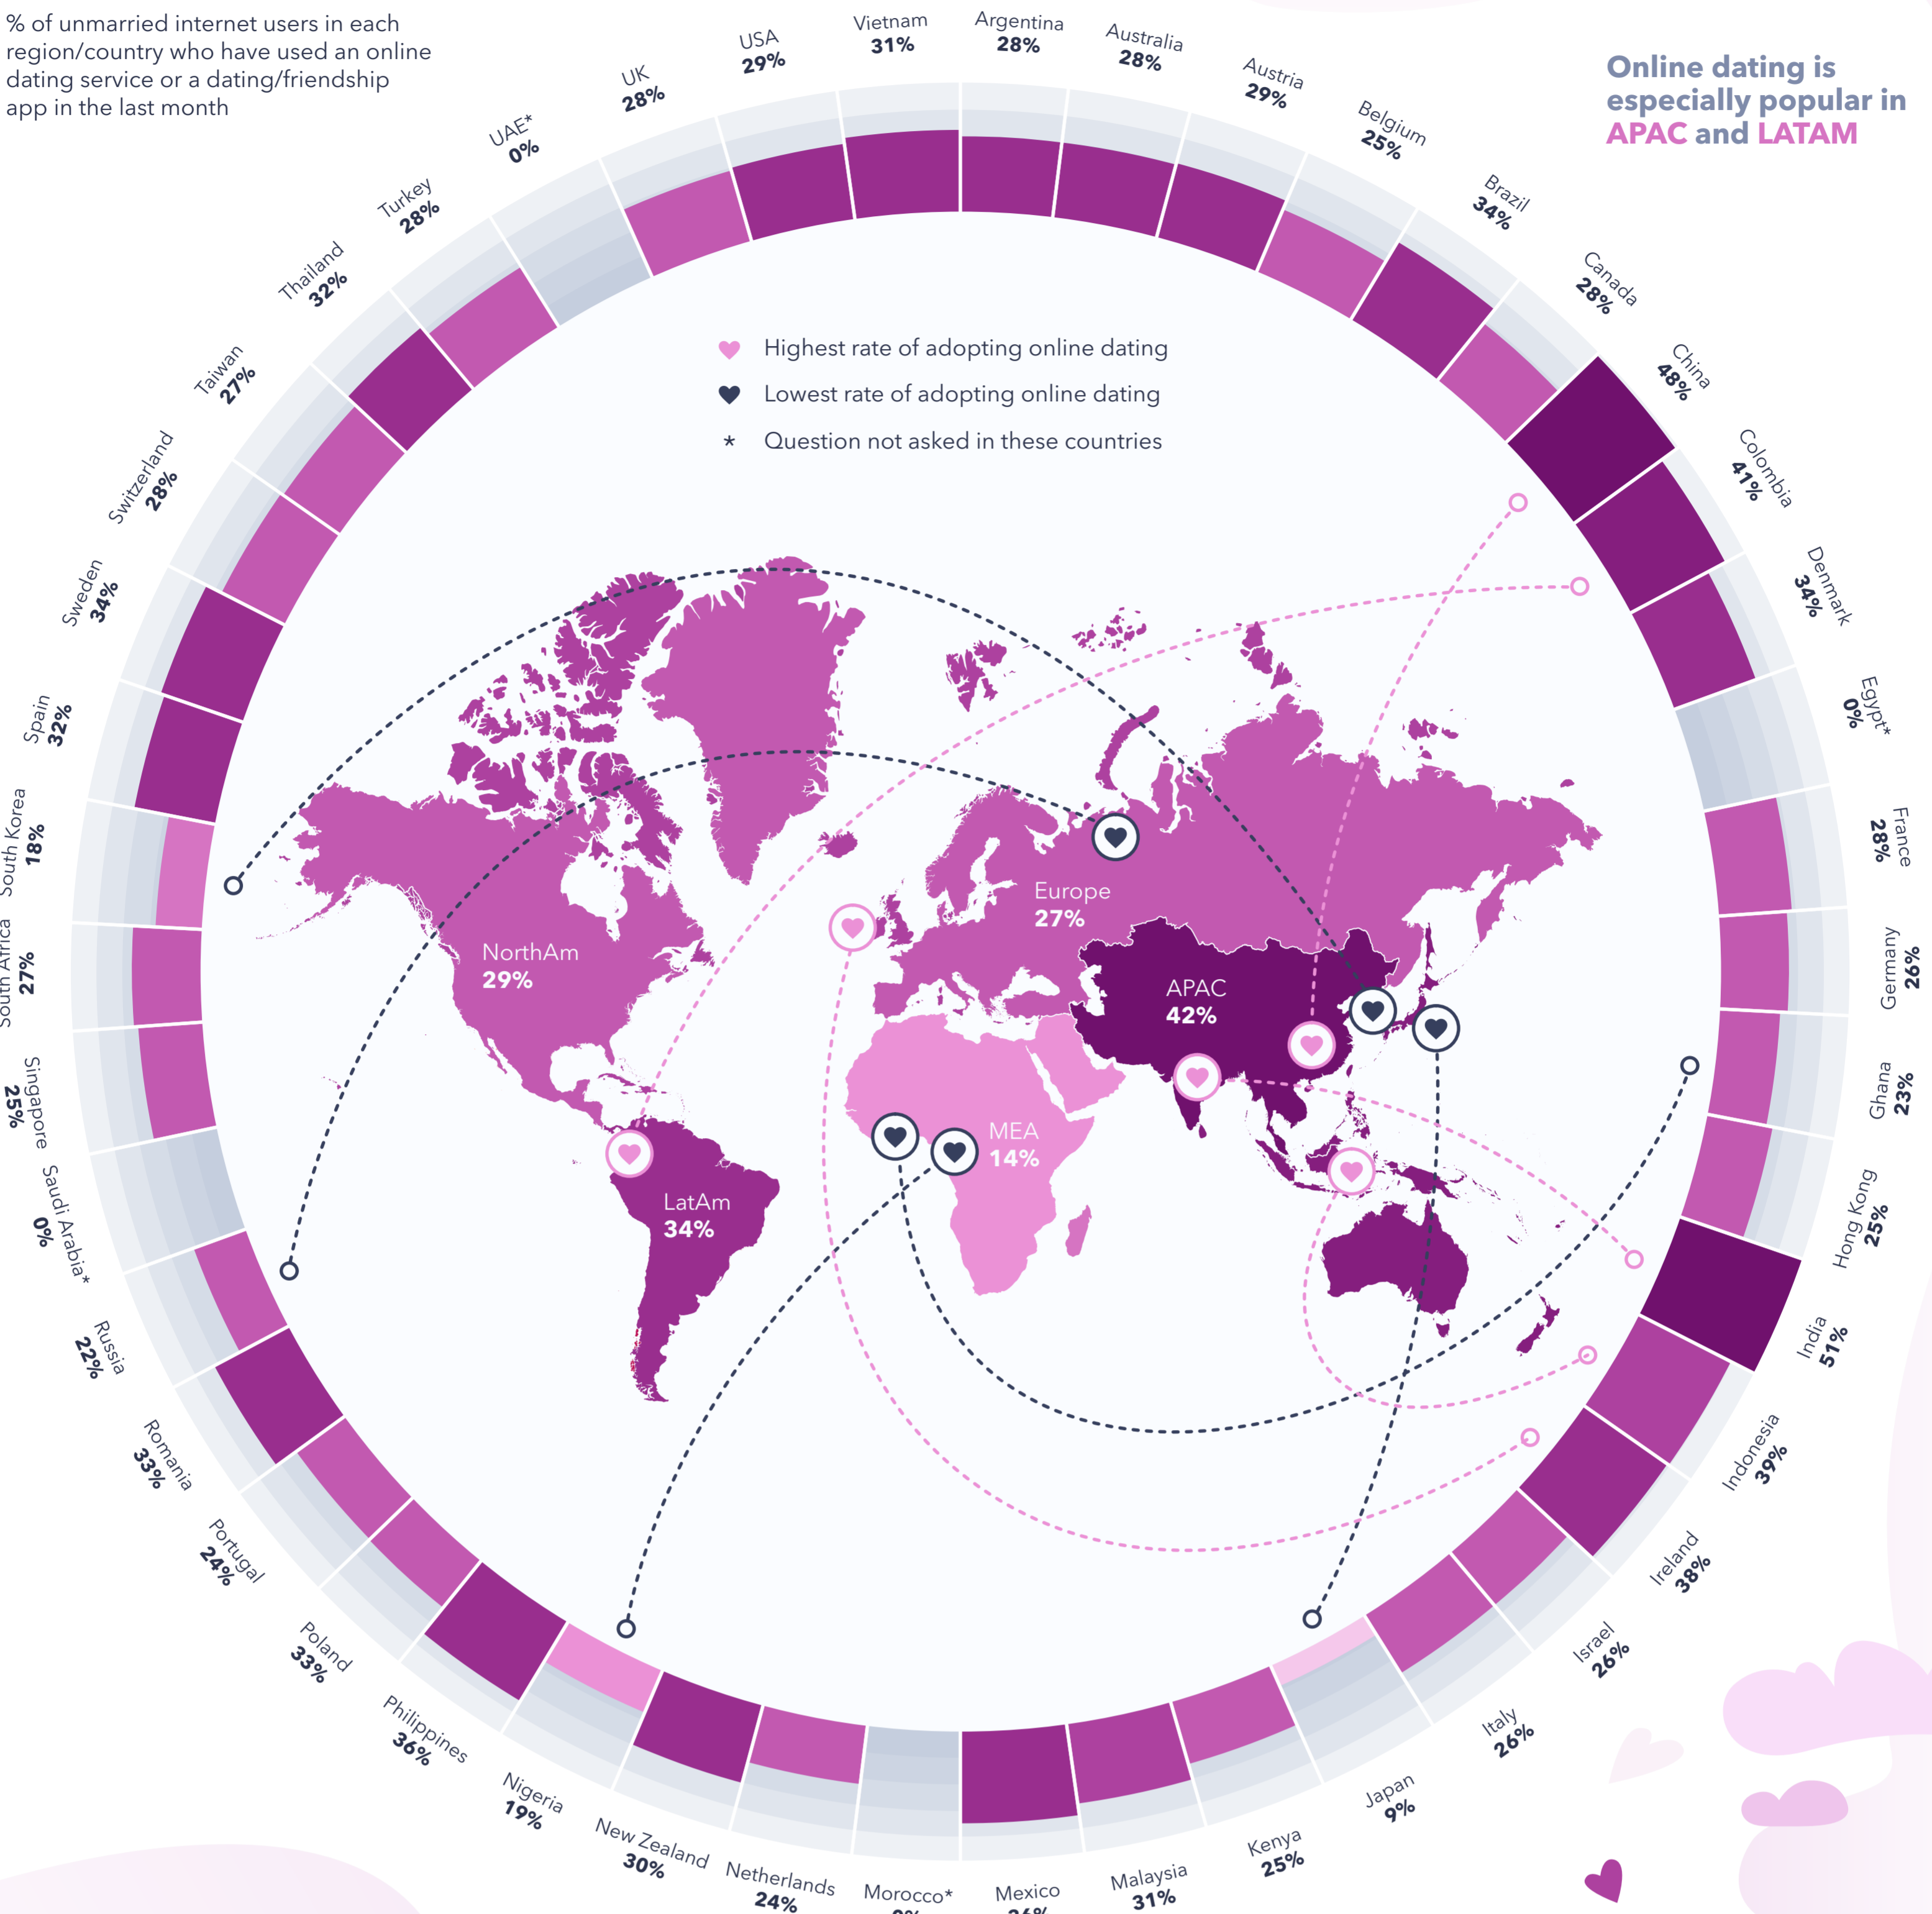 % of unmarried internet users in each
region/country who have used an online
dating service or a dating/friendship
app in the last month
Online dating is
especially popular in
APAC and LATAM
Argentina
28%
Australia
28%
Austria
29%
Belgium
25%
Brazil
34%
Canada
28%
China
48%
Colombia
41%
Denmark
34%
Egypt*
0%
France
28%
Germany
26%
Ghana
23%
Hong Kong
25%
India
51%
Indonesia
39%
Ireland
38%
Israel
26%
Italy
26%
Japan
9%
Kenya
25%
Malaysia
31%
Mexico
Morocco*
Netherlands
24%
New Zealand
30%
Nigeria
19%
Philippines
36%
Poland
33%
Portugal
24%
Romania
33%
Russia
22%
Saudi Arabia*
0%
Singapore
25%
South Africa
27%
South Korea
18%
Spain
32%
Sweden
34%
Switzerland
28%
Taiwan
27%
Thailand
32%
Turkey
28%
UAE*
0%
UK
28%
USA
29%
Vietnam
31%
Highest rate of adopting online dating
Lowest rate of adopting online dating
* Question not asked in these countries
Europe
27%
NorthAm
29%
APAC
42%
MEA
14%
LatAm
34%